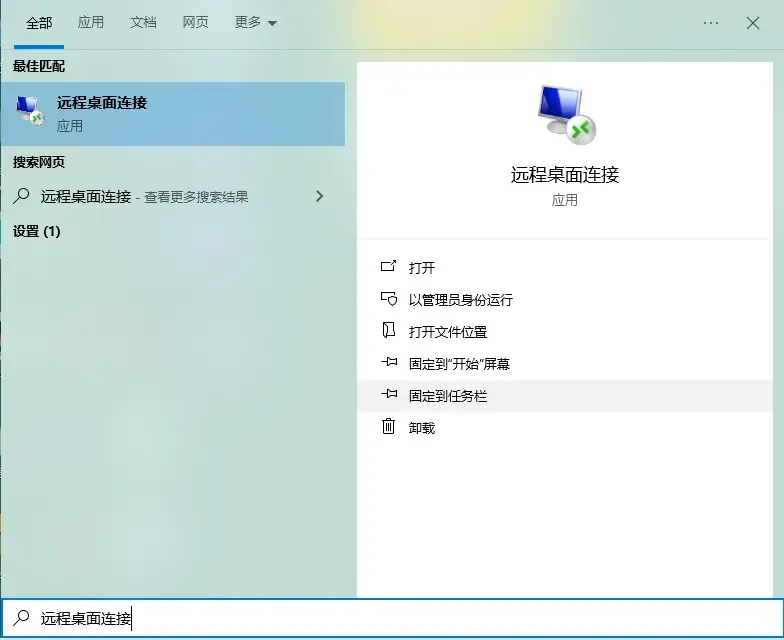 全部 应用 文档 网页 更多
最佳匹配
远程桌面连接
应用
搜索网页
远程桌面连接 - 查看更多搜索结果
设置 (1)
远程桌面连接
应用
打开
以管理员身份运行
打开文件位置
固定到"开始"屏幕
固定到任务栏
卸载
远程桌面连接